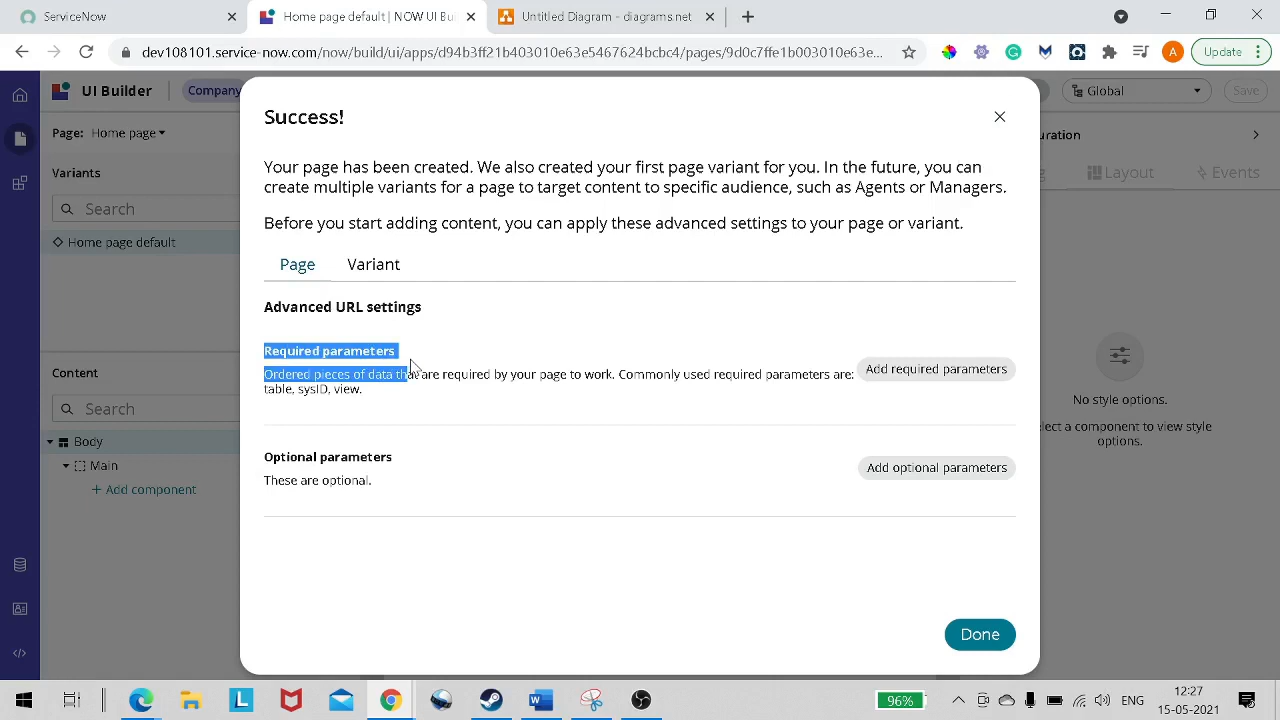 ServiceNow
Home page default | NOW UI Bui
Untitled Diagram - diagrams.net
dev108101.service-now.com/now/build/ui/apps/d94b3ff21b403010e63e5467624bcbc4/pages/9d0c7ffe1b003010e63e...
A
Update
UI Builder
Company
Global
Save
Page: Home page
Variants
Search
Home page default
Content
Search
Body
Main
+ Add component
Success!
Your page has been created. We also created your first page variant for you. In the future, you can
create multiple variants for a page to target content to specific audience, such as Agents or Managers.
Before you start adding content, you can apply these advanced settings to your page or variant.
Page
Variant
Advanced URL settings
Required parameters
Ordered pieces of data that are required by your page to work. Commonly used required parameters are:
table, sysID, view.
Add required parameters
Optional parameters
These are optional.
Add optional parameters
Done
uration
g
Layout
Events
No style options.
lect a component to view style
options.
96%
ENG
12:27
15-05-2021